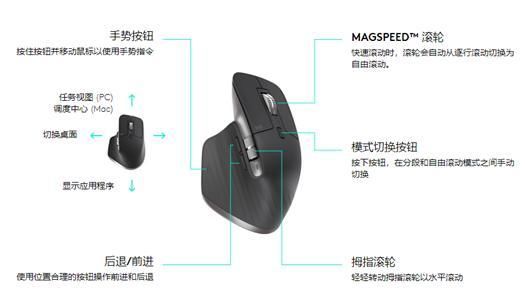 手势按钮
按住按钮并移动鼠标以使用手势指令
任务视图 (PC)
调度中心 (Mac)
切换桌面
显示应用程序
后退/前进
使用位置合理的按钮操作前进和后退
MAGSPEED™ 滚轮
快速滚动时，滚轮会自动从逐行滚动切换为
自由滚动。
模式切换按钮
按下按钮，在分段和自由滚动模式之间手动
切换
拇指滚轮
轻轻转动拇指滚轮以水平滚动